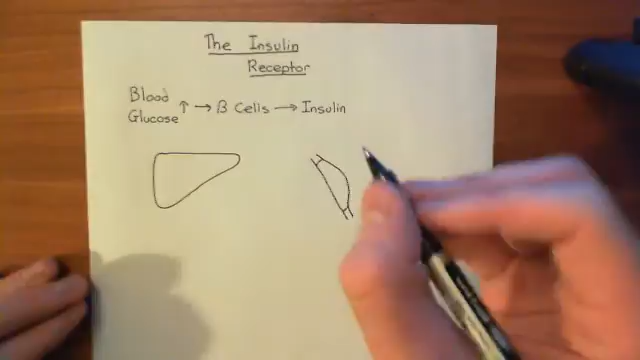 The Insulin
Receptor
Blood
Glucose ↑ → β Cells → Insulin